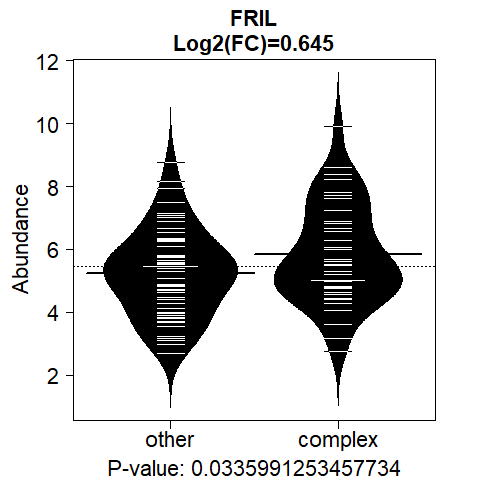 FRIL
Log2(FC)=0.645
Abundance
12
10
8
6
4
2
other complex
P-value: 0.0335991253457734